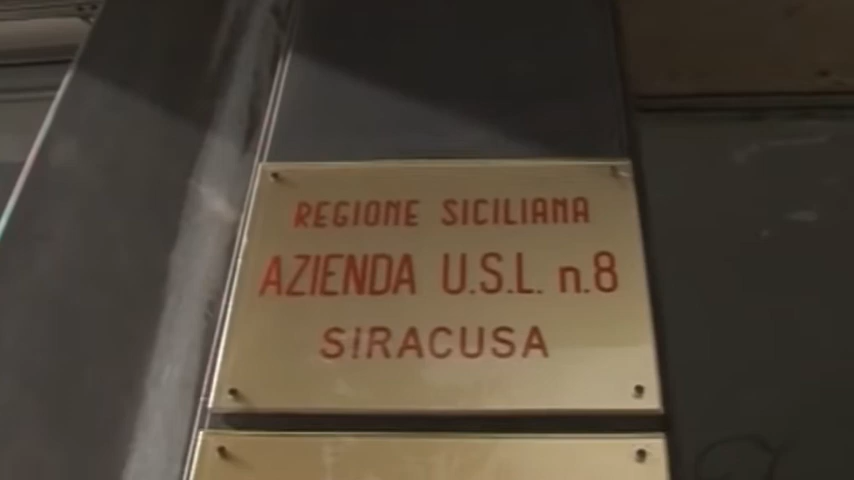 REGIONE SICILIANA
AZIENDA U.S.L. n.8
SIRACUSA